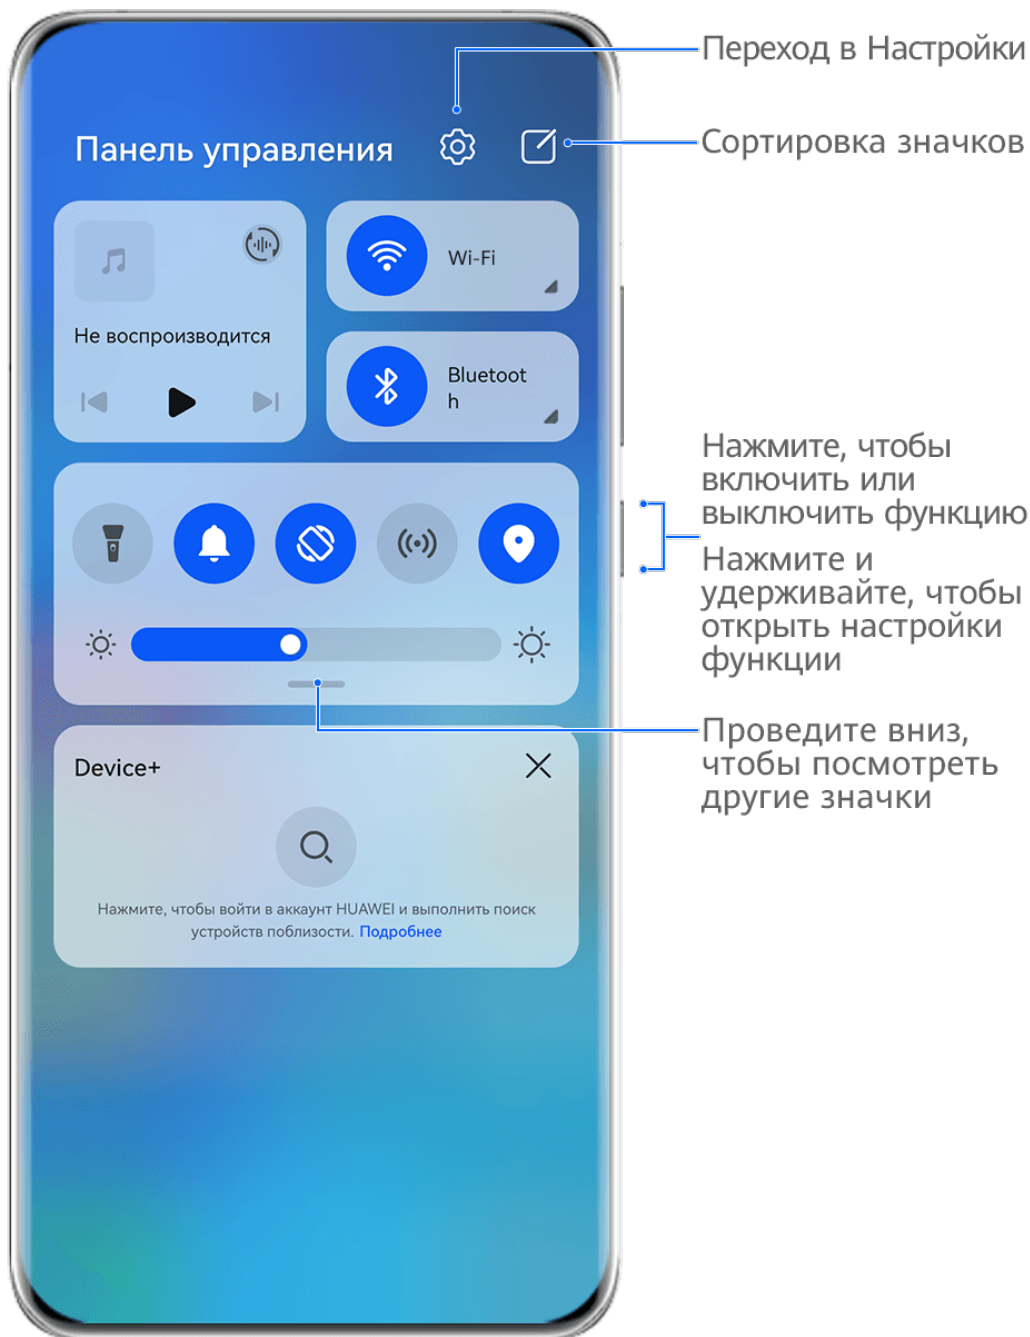 Переход в Настройки
Сортировка значков
Панель управления
Wi-Fi
Не воспроизводится
Bluetoot
h
Нажмите, чтобы
включить или
выключить функцию
Нажмите и
удерживайте, чтобы
открыть настройки
функции
Проведите вниз,
чтобы посмотреть
другие значки
Device+
Нажмите, чтобы войти в аккаунт HUAWEI и выполнить поиск
устройств поблизости. Подробнее